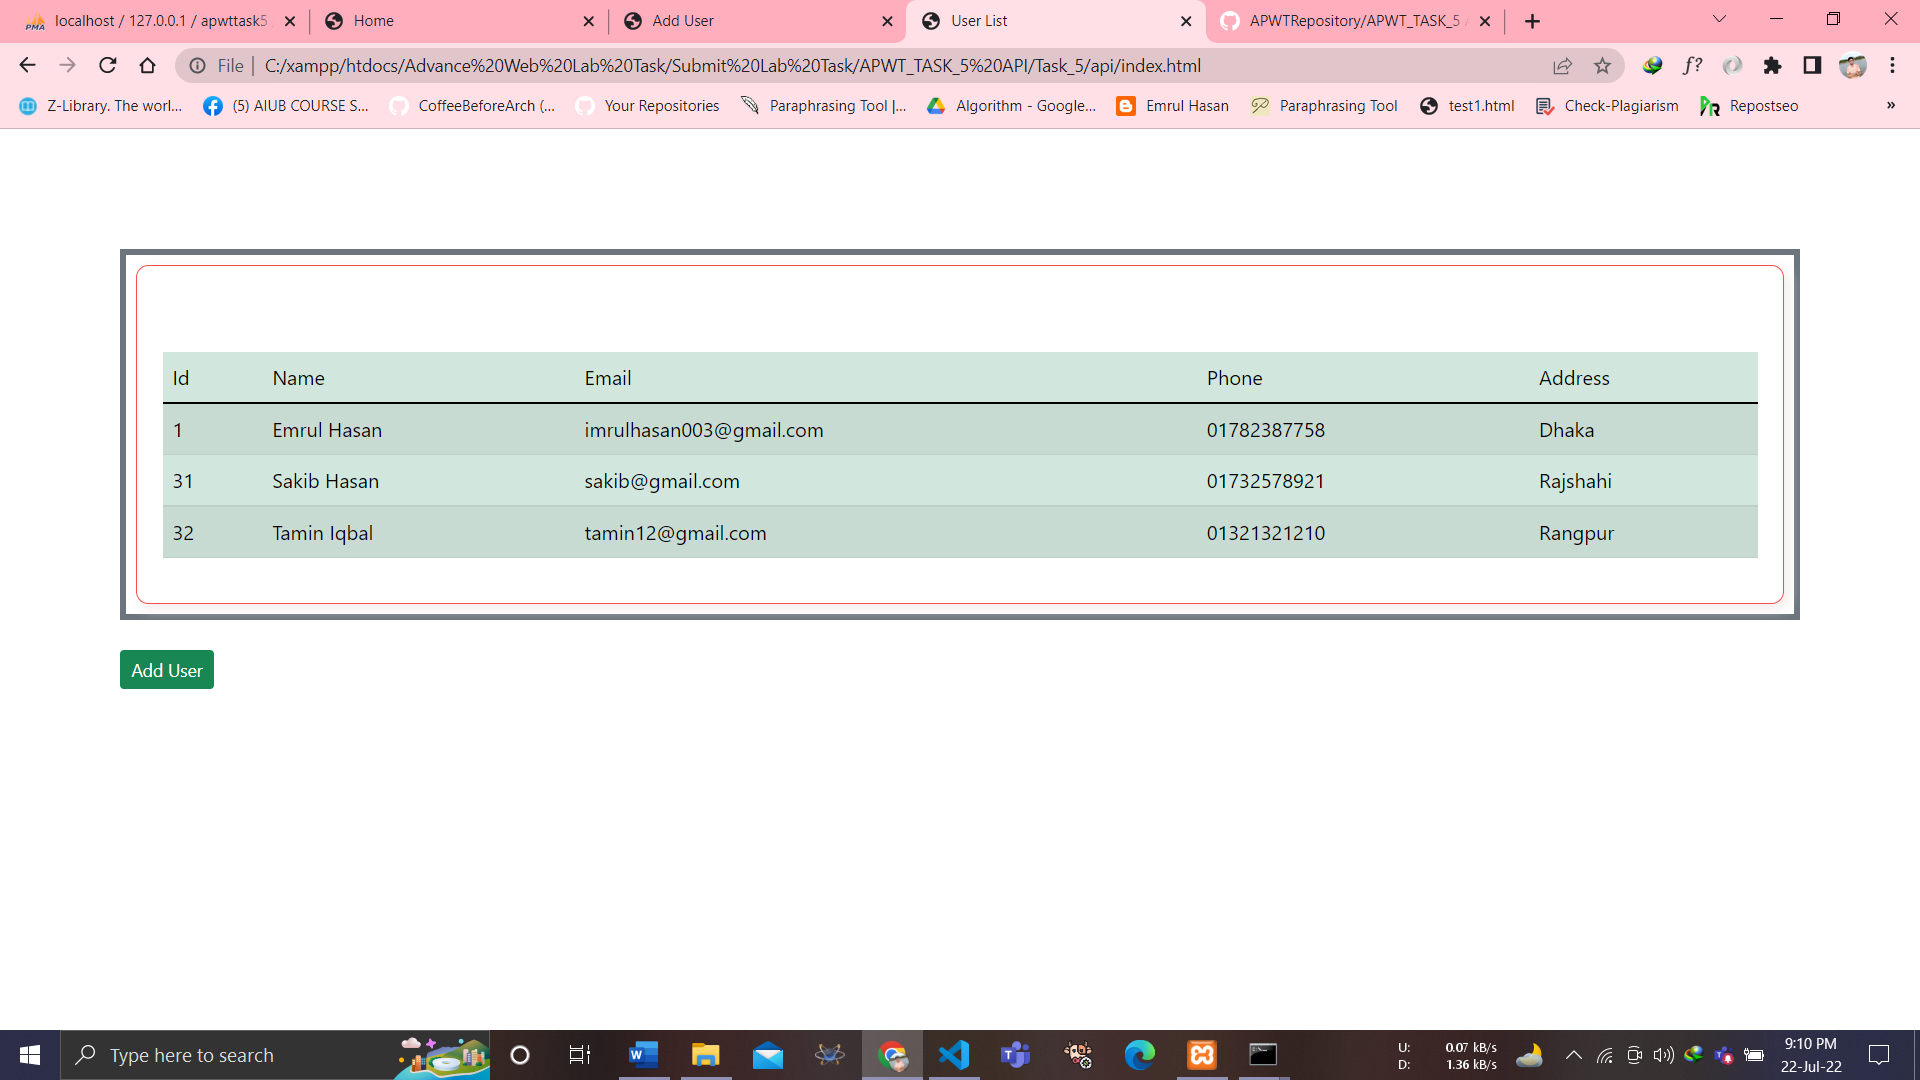 localhost / 127.0.0.1 / apwttask5
Home
Add User
User List
APWTRepository/APWT_TASK_5
File
C:/xampp/htdocs/Advance%20Web%20Lab%20Task/Submit%20Lab%20Task/APWT_TASK_5%20API/Task_5/api/index.html
f?
Z-Library. The worl...
(5) AIUB COURSE S...
CoffeeBeforeArch (...
Your Repositories
Paraphrasing Tool |...
Algorithm - Google...
Emrul Hasan
Paraphrasing Tool
test1.html
Check-Plagiarism
Repostseo
»
Id Name Email Phone Address
1 Emrul Hasan imrulhasan003@gmail.com 01782387758 Dhaka
31 Sakib Hasan sakib@gmail.com 01732578921 Rajshahi
32 Tamin Iqbal tamin12@gmail.com 01321321210 Rangpur
Add User
Type here to search
U: 0.07 kB/s
D: 1.36 kB/s
9:10 PM
22-Jul-22